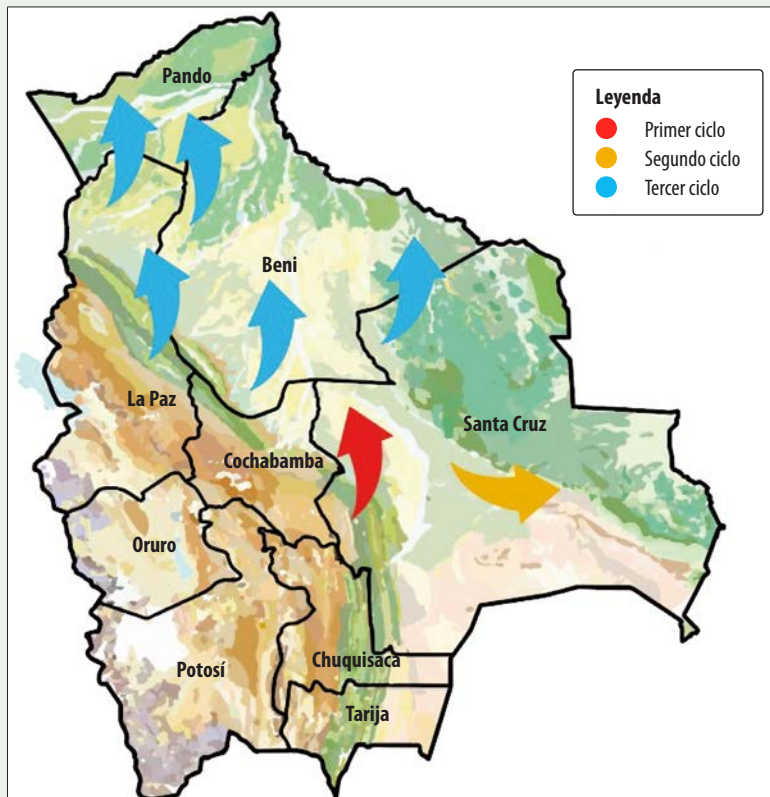 Pando
Leyenda
Primer ciclo
Segundo ciclo
Tercer ciclo
Beni
La Paz
Santa Cruz
Cochabamba
Oruro
Potosí
Chuquisaca
Tarija